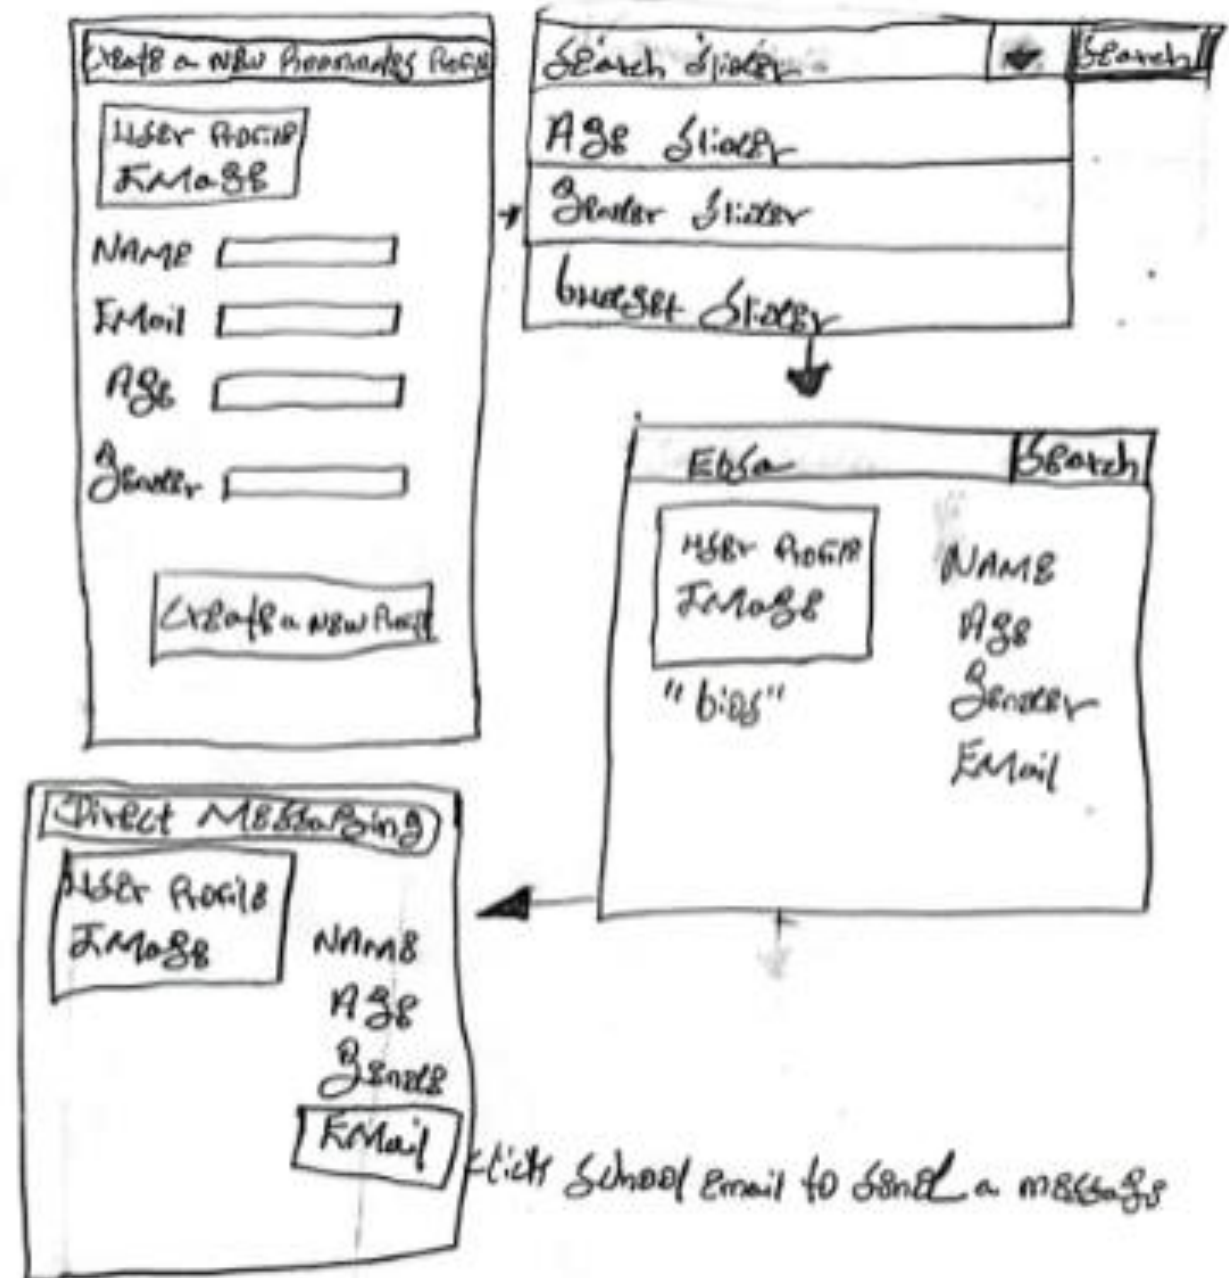 Create a New Roommates Profile
User Profile
Image
Name
Email
Age
Gender
Create a New Profile
Search Slider
Search
Age Slider
Gender Slider
budget Slider
Ebsa
Search
User Profile
Image
"bios"
Name
Age
Gender
Email
Direct Messaging
User Profile
Image
Name
Age
Gende
Email
click School email to send a message